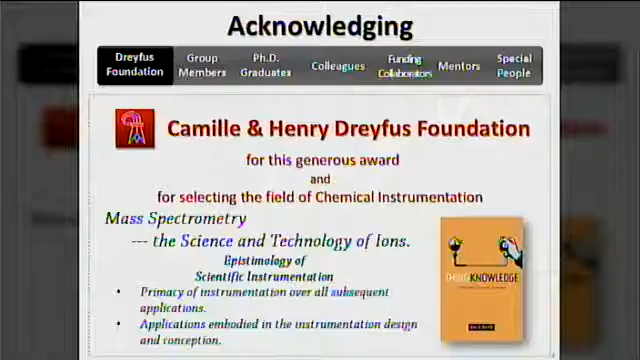 Acknowledging
Dreyfus Foundation
Group Members
Ph.D. Graduates
Colleagues
Funding Collaborators
Mentors
Special People
Camille & Henry Dreyfus Foundation
for this generous award
and
for selecting the field of Chemical Instrumentation
Mass Spectrometry
--- the Science and Technology of Ions.
Epistimology of
Scientific Instrumentation
• Primacy of instrumentation over all subsequent
applications.
• Applications embodied in the instrumentation design
and conception.
THING KNOWLEDGE